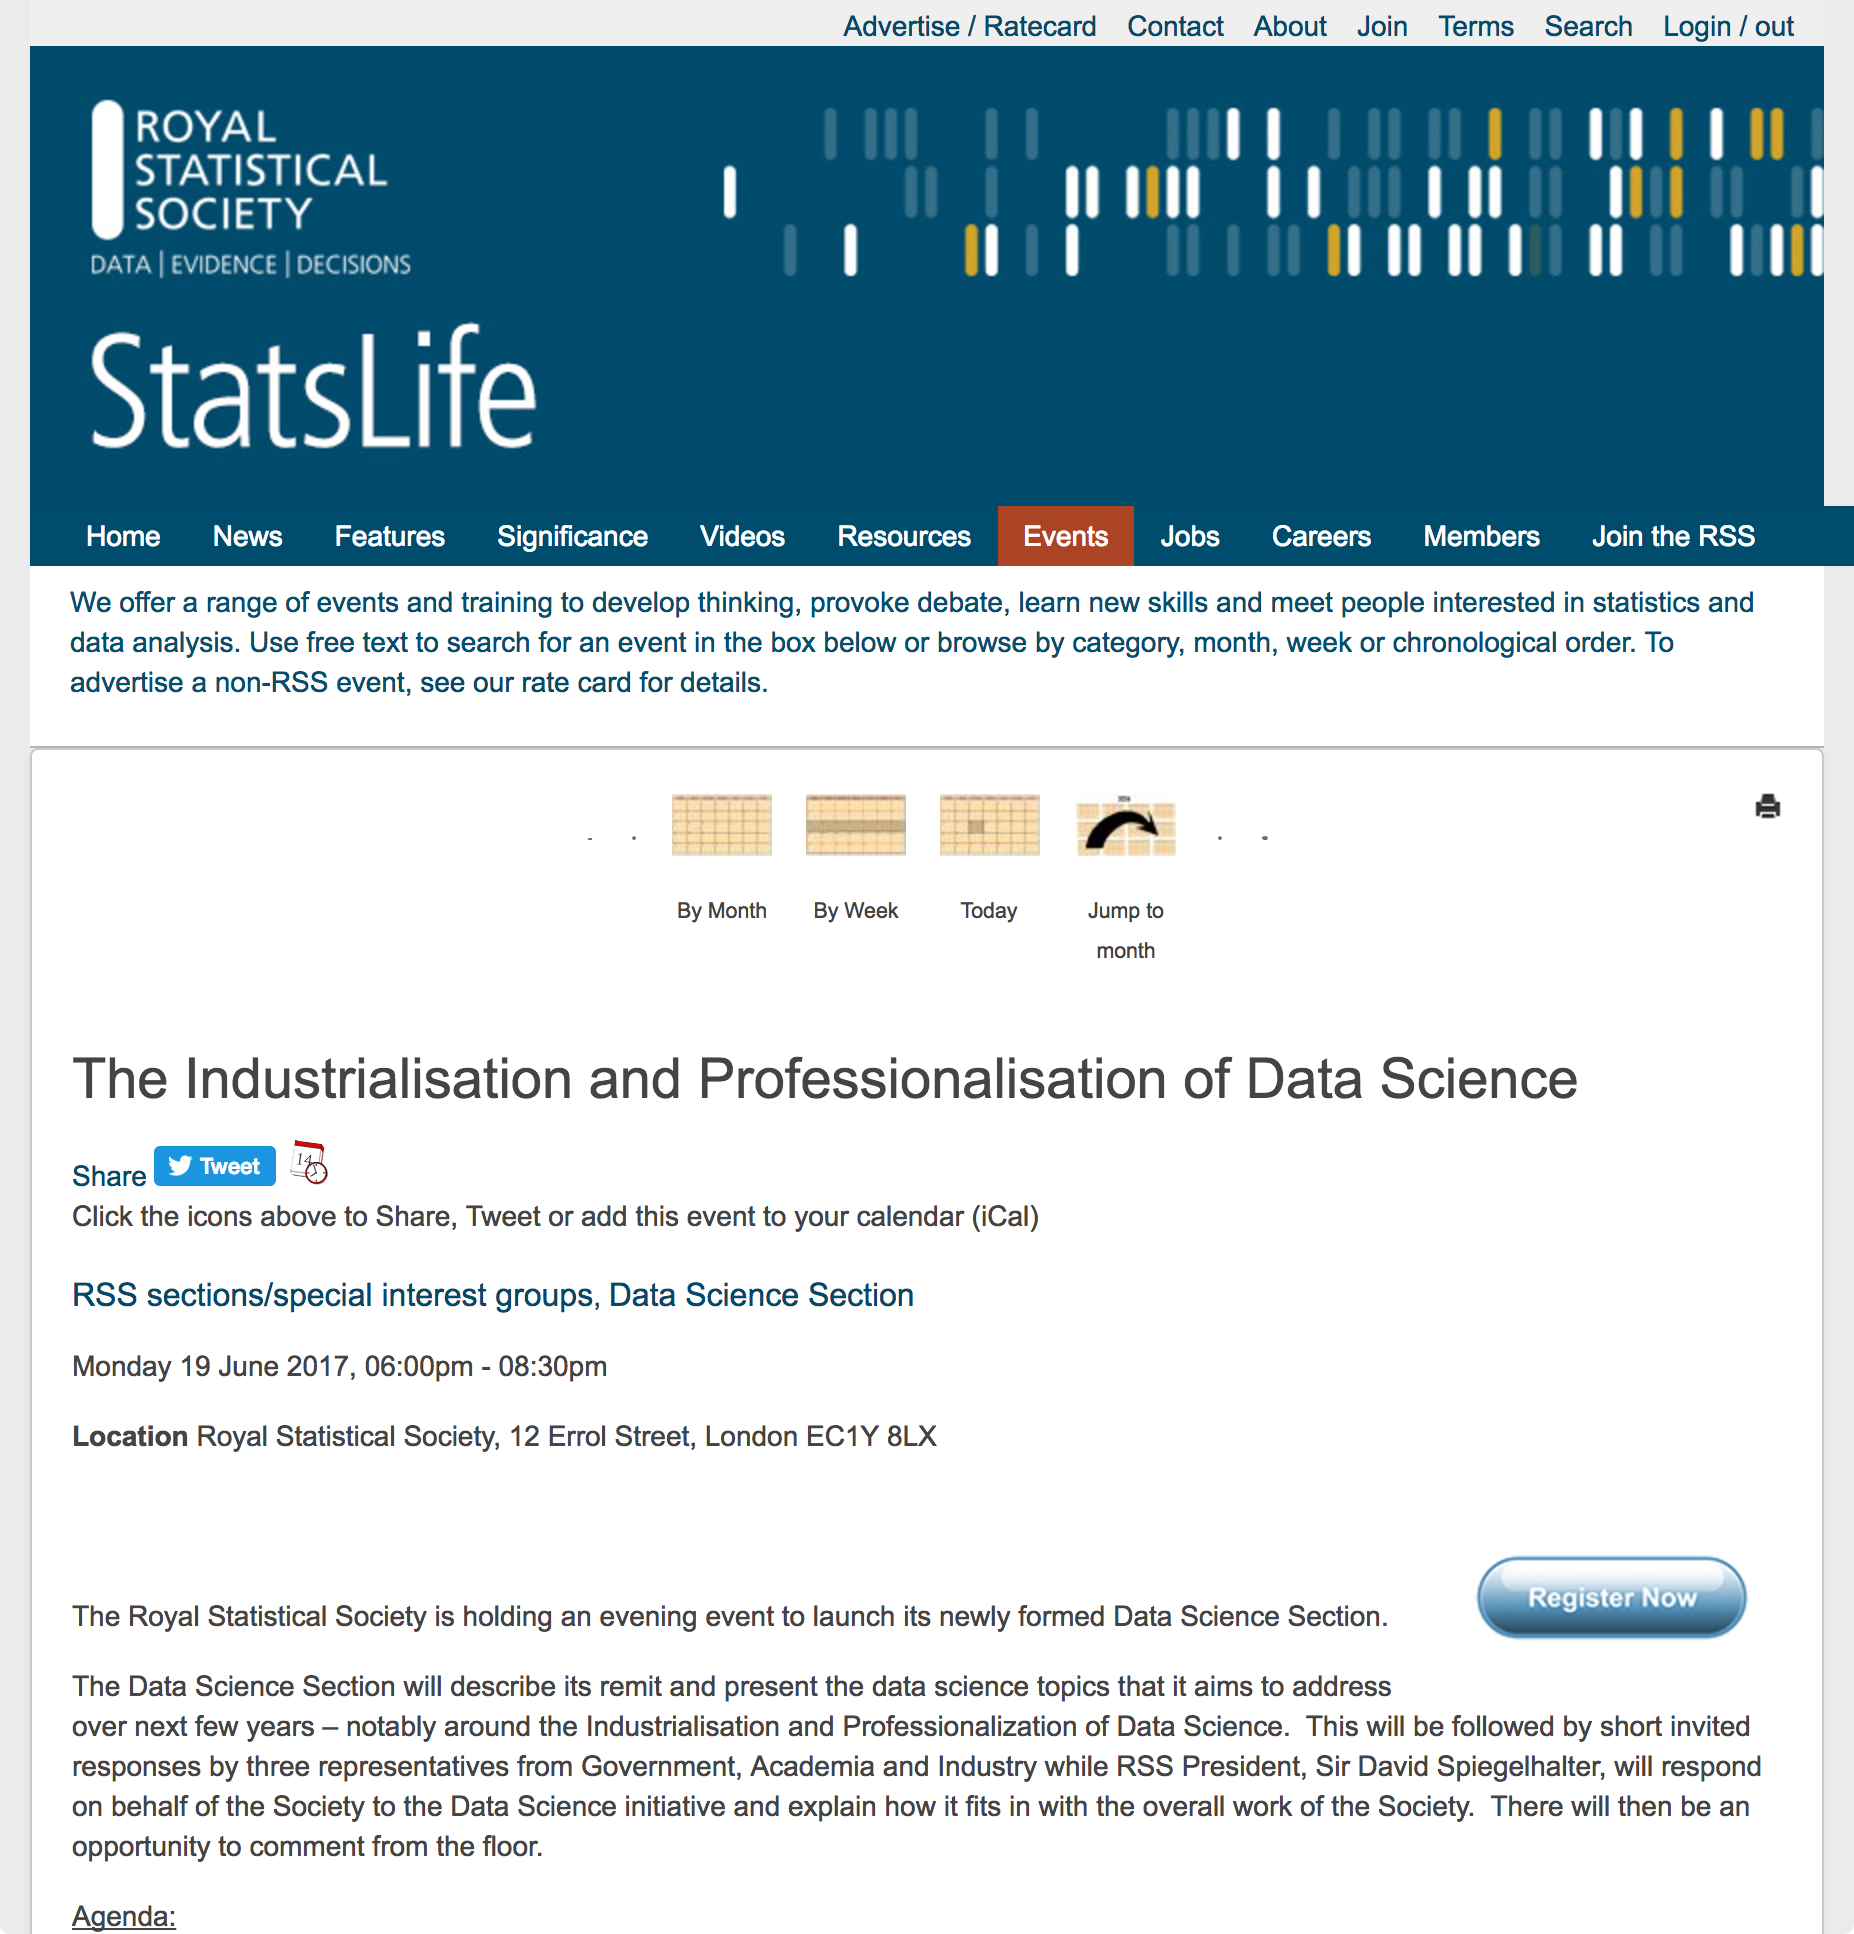 Advertise / Ratecard Contact About Join Terms Search Login / out
ROYAL
STATISTICAL
SOCIETY
DATA | EVIDENCE | DECISIONS
StatsLife
Home News Features Significance Videos Resources Events Jobs Careers Members Join the RSS
We offer a range of events and training to develop thinking, provoke debate, learn new skills and meet people interested in statistics and
data analysis. Use free text to search for an event in the box below or browse by category, month, week or chronological order. To
advertise a non-RSS event, see our rate card for details.
By Month By Week Today Jump to
month
The Industrialisation and Professionalisation of Data Science
Share Tweet 14
Click the icons above to Share, Tweet or add this event to your calendar (iCal)
RSS sections/special interest groups, Data Science Section
Monday 19 June 2017, 06:00pm - 08:30pm
Location Royal Statistical Society, 12 Errol Street, London EC1Y 8LX
Register Now
The Royal Statistical Society is holding an evening event to launch its newly formed Data Science Section.
The Data Science Section will describe its remit and present the data science topics that it aims to address
over next few years – notably around the Industrialisation and Professionalization of Data Science.  This will be followed by short invited
responses by three representatives from Government, Academia and Industry while RSS President, Sir David Spiegelhalter, will respond
on behalf of the Society to the Data Science initiative and explain how it fits in with the overall work of the Society.  There will then be an
opportunity to comment from the floor.
Agenda: